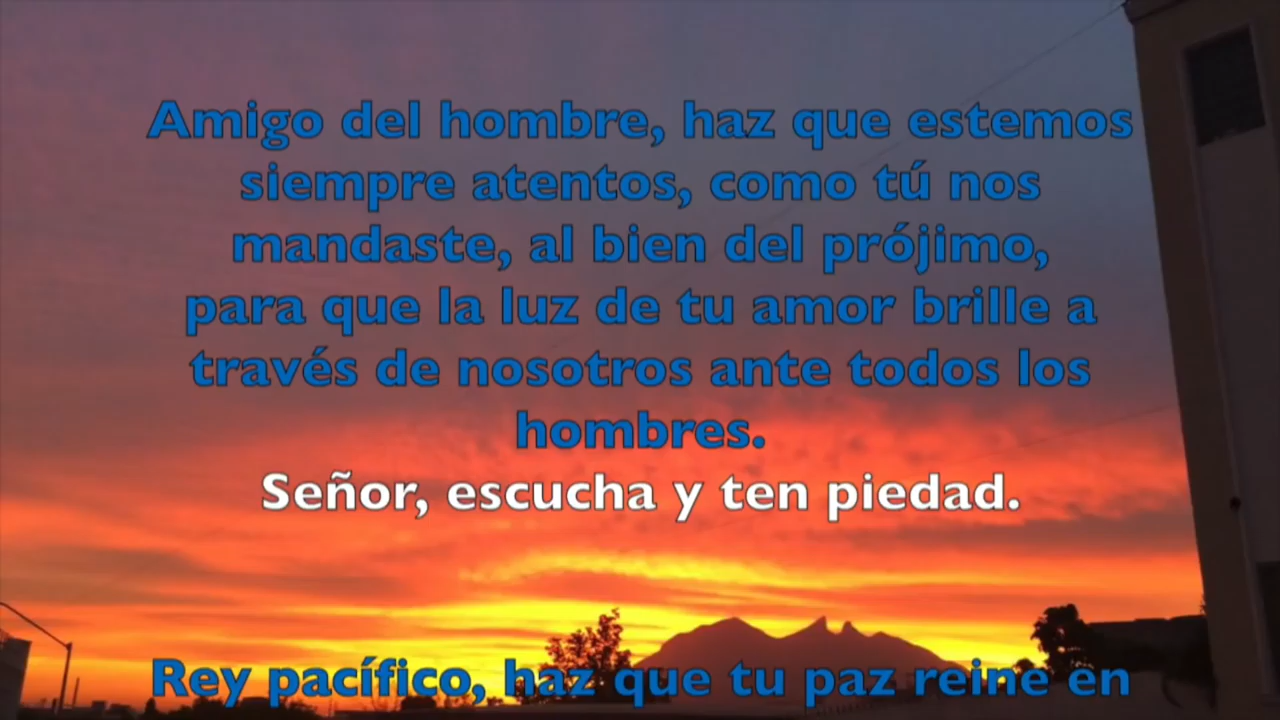 Amigo del hombre, haz que estemos
siempre atentos, como tú nos
mandaste, al bien del prójimo,
para que la luz de tu amor brille a
través de nosotros ante todos los
hombres.
Señor, escucha y ten piedad.
Rey pacífico, haz que tu paz reine en